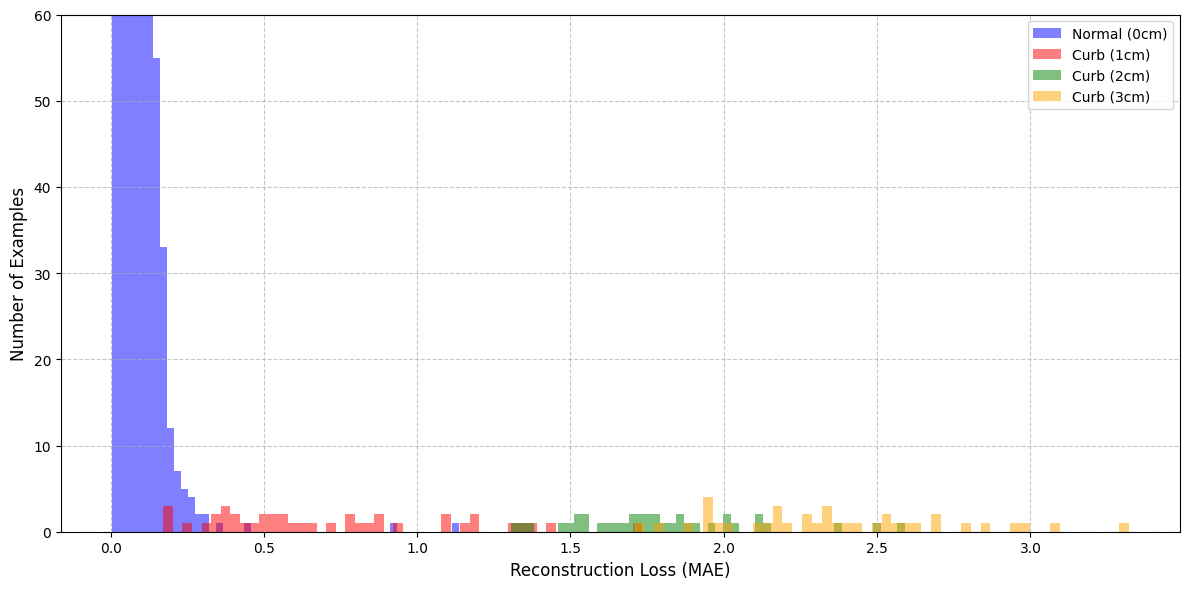 Normal (0cm)
Curb (1cm)
Curb (2cm)
Curb (3cm)
60
50
40
30
20
10
0
Number of Examples
0.0 0.5 1.0 1.5 2.0 2.5 3.0
Reconstruction Loss (MAE)